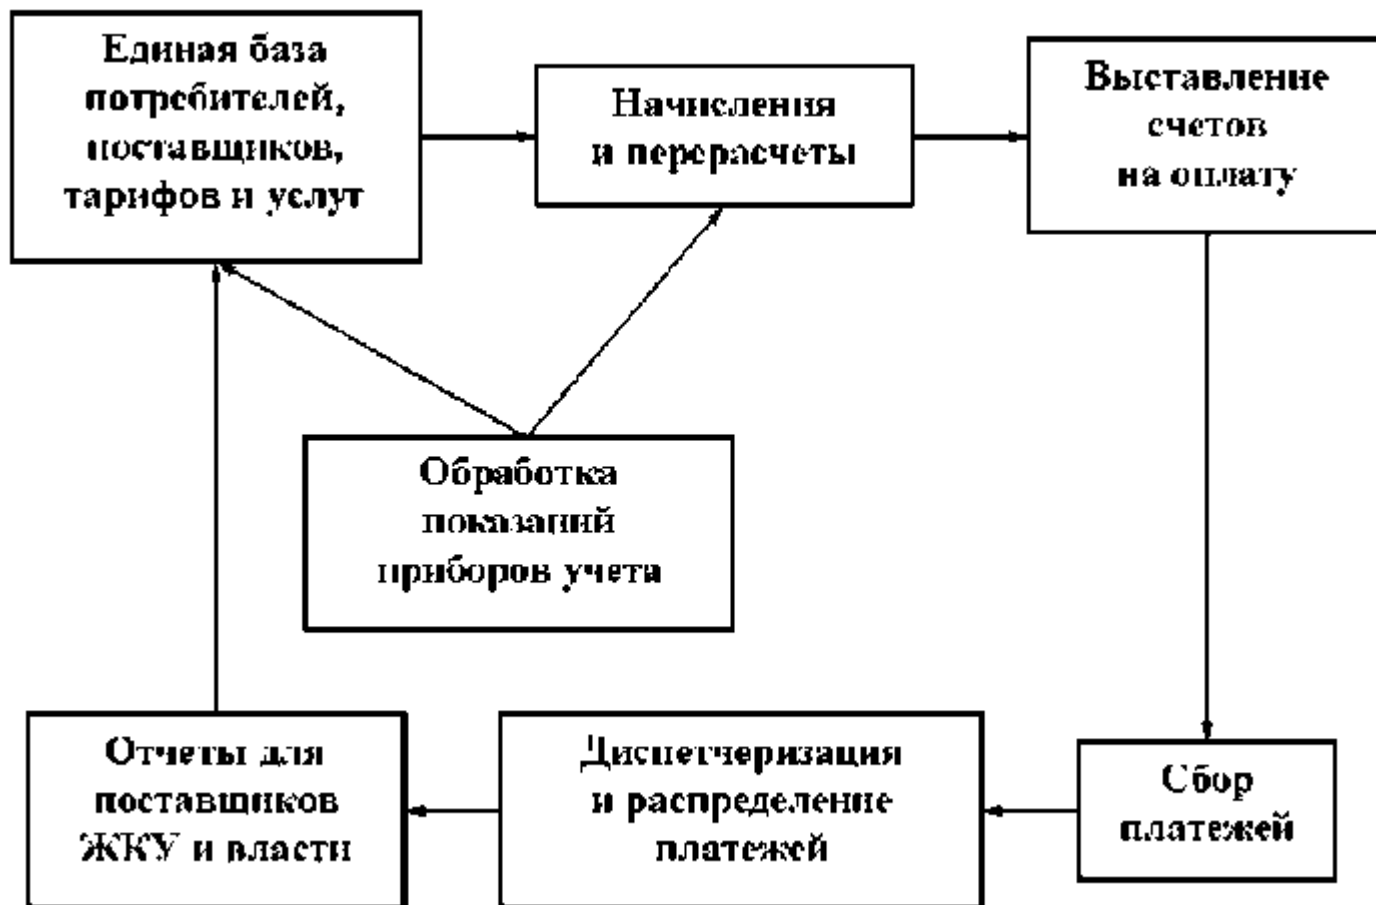 Единая база
потребителей,
поставщиков,
тарифов и услуг
Начисления
и перерасчеты
Выставление
счетов
на оплату
Обработка
показаний
приборов учета
Отчеты для
поставщиков
ЖКУ и власти
Диспетчеризация
и распределение
платежей
Сбор
платежей